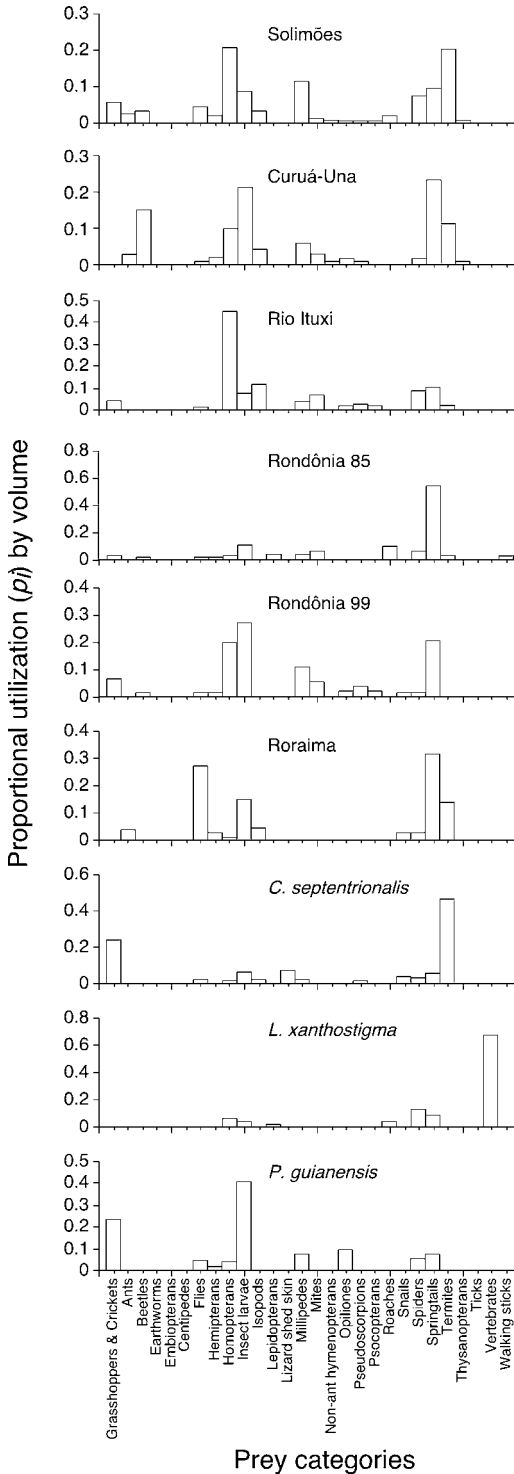 Proportional utilization (pi) by volume
0.3
0.2
0.1
0
Solimões
0.3
0.2
0.1
0
Curuá-Una
0.5
0.4
0.3
0.2
0.1
0
Rio Ituxi
0.8
0.6
0.4
0.2
0
Rondônia 85
0.4
0.3
0.2
0.1
0
Rondônia 99
0.4
0.3
0.2
0.1
0
Roraima
0.6
0.4
0.2
0
C. septentrionalis
0.8
0.6
0.4
0.2
0
L. xanthostigma
0.5
0.4
0.3
0.2
0.1
0
P. guianensis
Grasshoppers & Crickets
Ants
Beetles
Earthworms
Embiopterans
Centipedes
Flies
Hemipterans
Homopterans
Insect larvae
Isopods
Lepidopterans
Lizard shed skin
Millipedes
Mites
Non-ant hymenopterans
Opiliones
Pseudoscorpions
Psocopterans
Roaches
Snails
Spiders
Springtails
Termites
Thysanopterans
Ticks
Vertebrates
Walking sticks
Prey categories